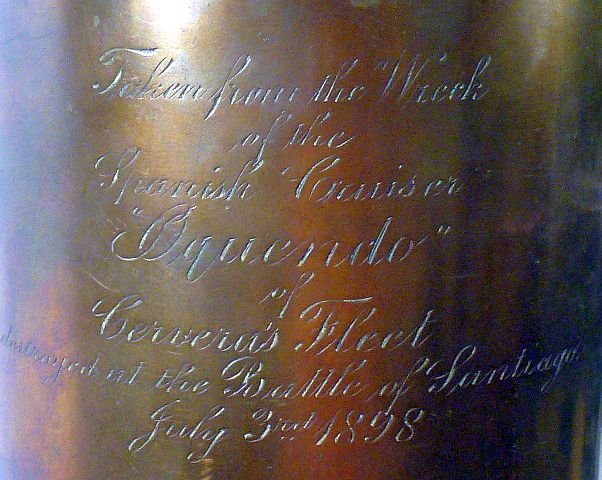 Taken from the Wreck
of the
Spanish Cruiser
"Oquendo"
of
Cervera's Fleet
destroyed at the Battle of Santiago,
July 3rd 1898